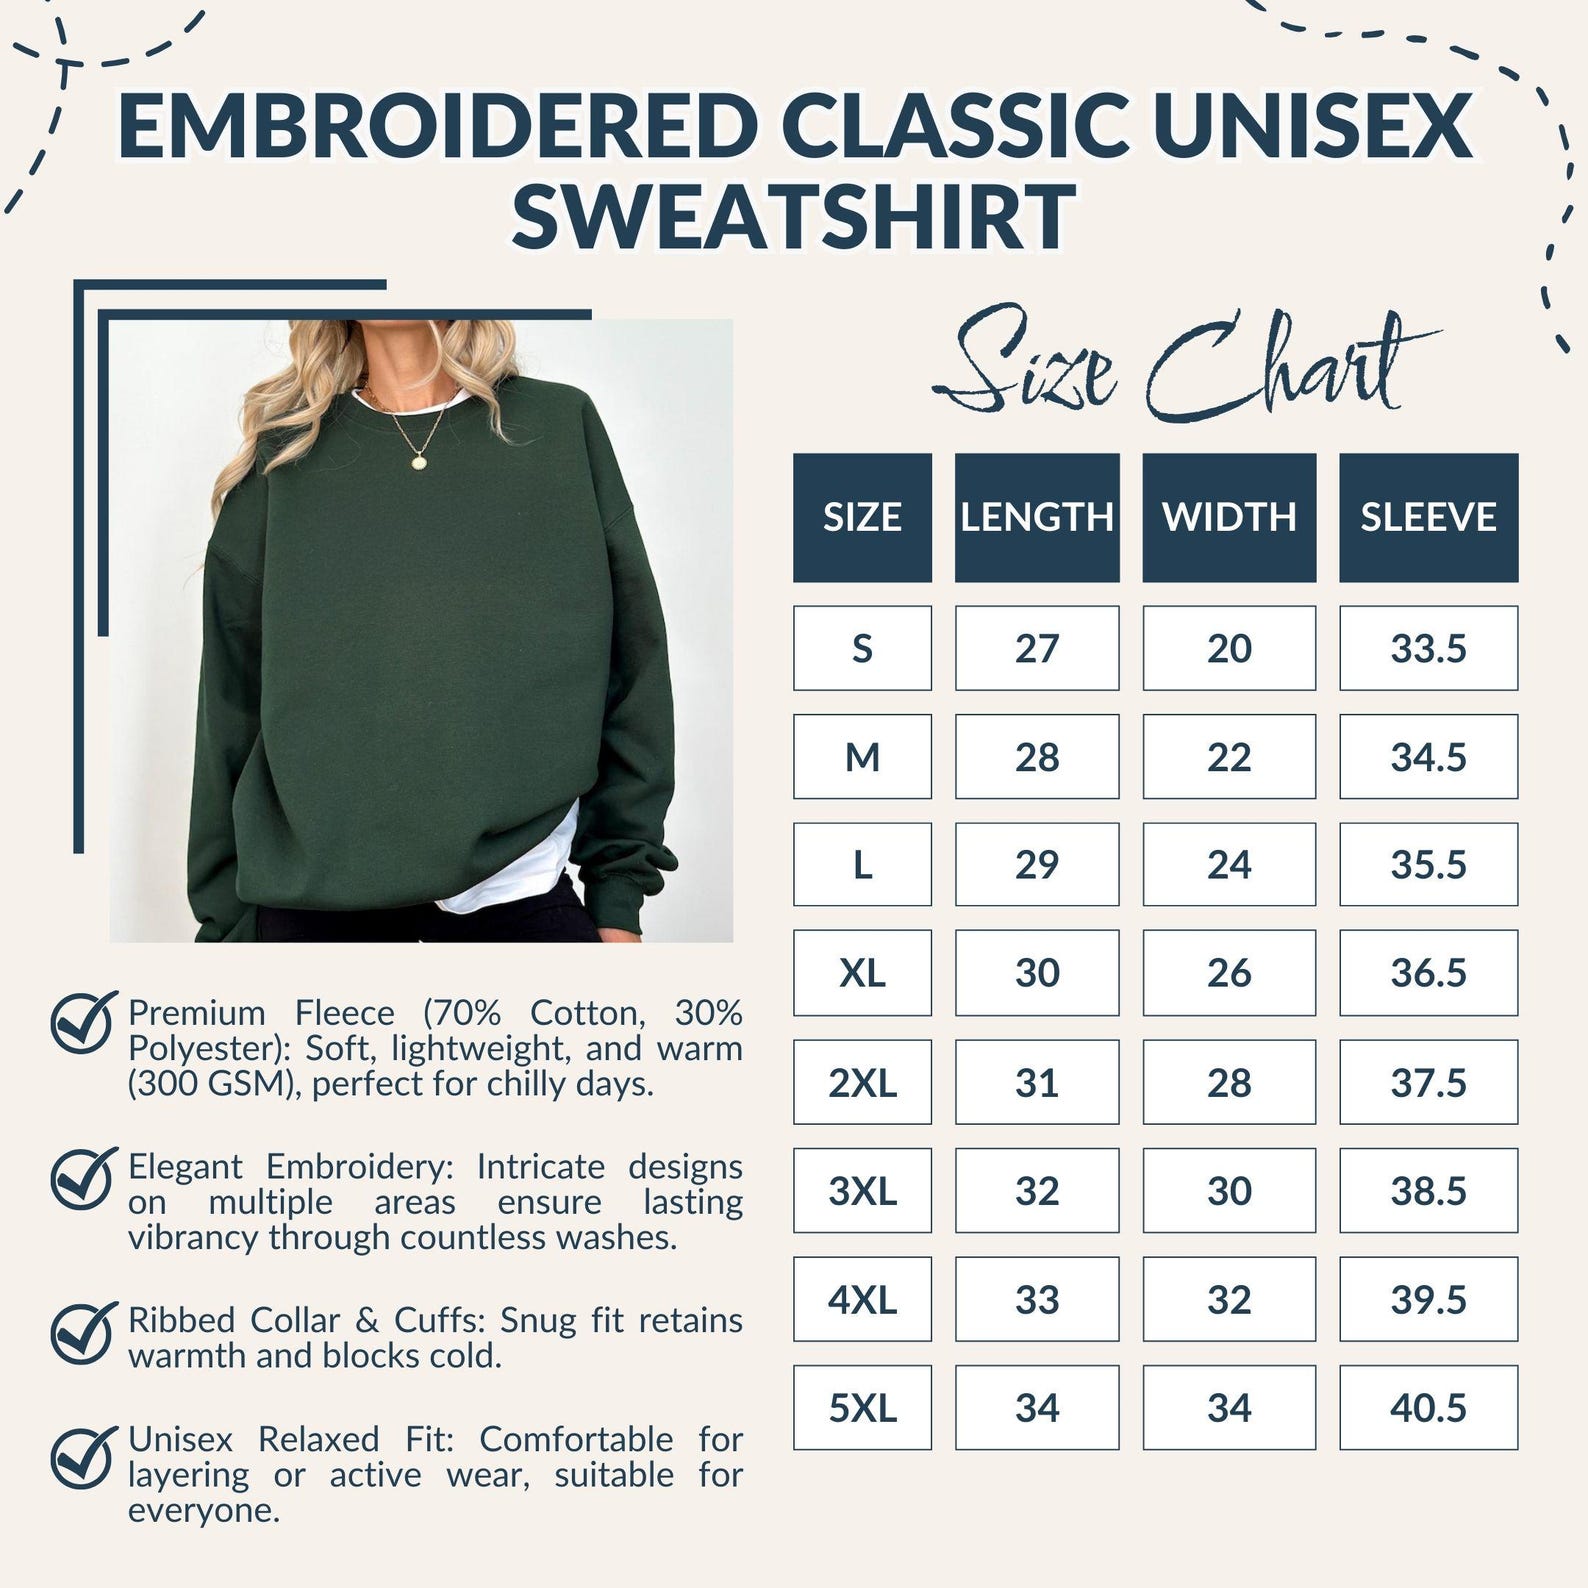 EMBROIDERED CLASSIC UNISEX
SWEATSHIRT
Size Chart
SIZE LENGTH WIDTH SLEEVE
S 27 20 33.5
M 28 22 34.5
L 29 24 35.5
XL 30 26 36.5
2XL 31 28 37.5
3XL 32 30 38.5
4XL 33 32 39.5
5XL 34 34 40.5
Premium Fleece (70% Cotton, 30%
Polyester): Soft, lightweight, and warm
(300 GSM), perfect for chilly days.
Elegant Embroidery: Intricate designs
on multiple areas ensure lasting
vibrancy through countless washes.
Ribbed Collar & Cuffs: Snug fit retains
warmth and blocks cold.
Unisex Relaxed Fit: Comfortable for
layering or active wear, suitable for
everyone.